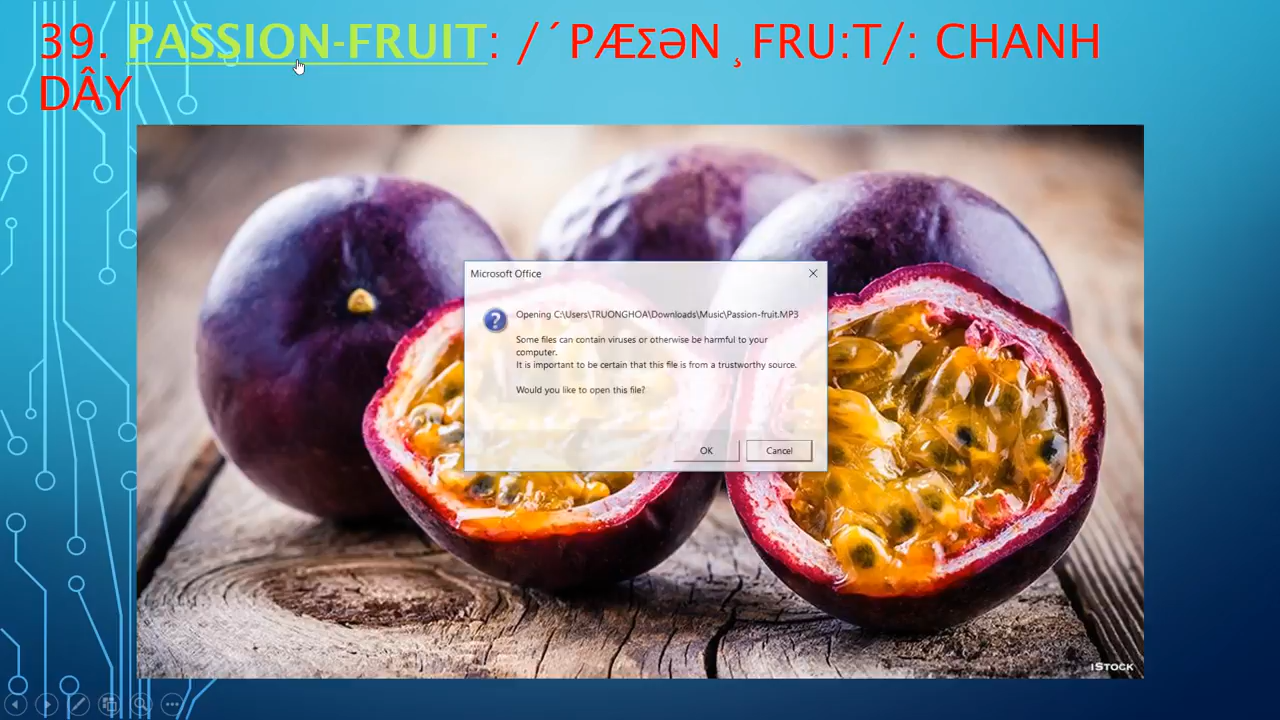 39. PASSION-FRUIT: /´PÆΣƏN ¸FRU:T/: CHANH
DÂY
Microsoft Office
Opening C:\Users\TRUONGHOA\Downloads\Music\Passion-fruit.MP3
Some files can contain viruses or otherwise be harmful to your
computer.
It is important to be certain that this file is from a trustworthy source.
Would you like to open this file?
OK Cancel
iStock